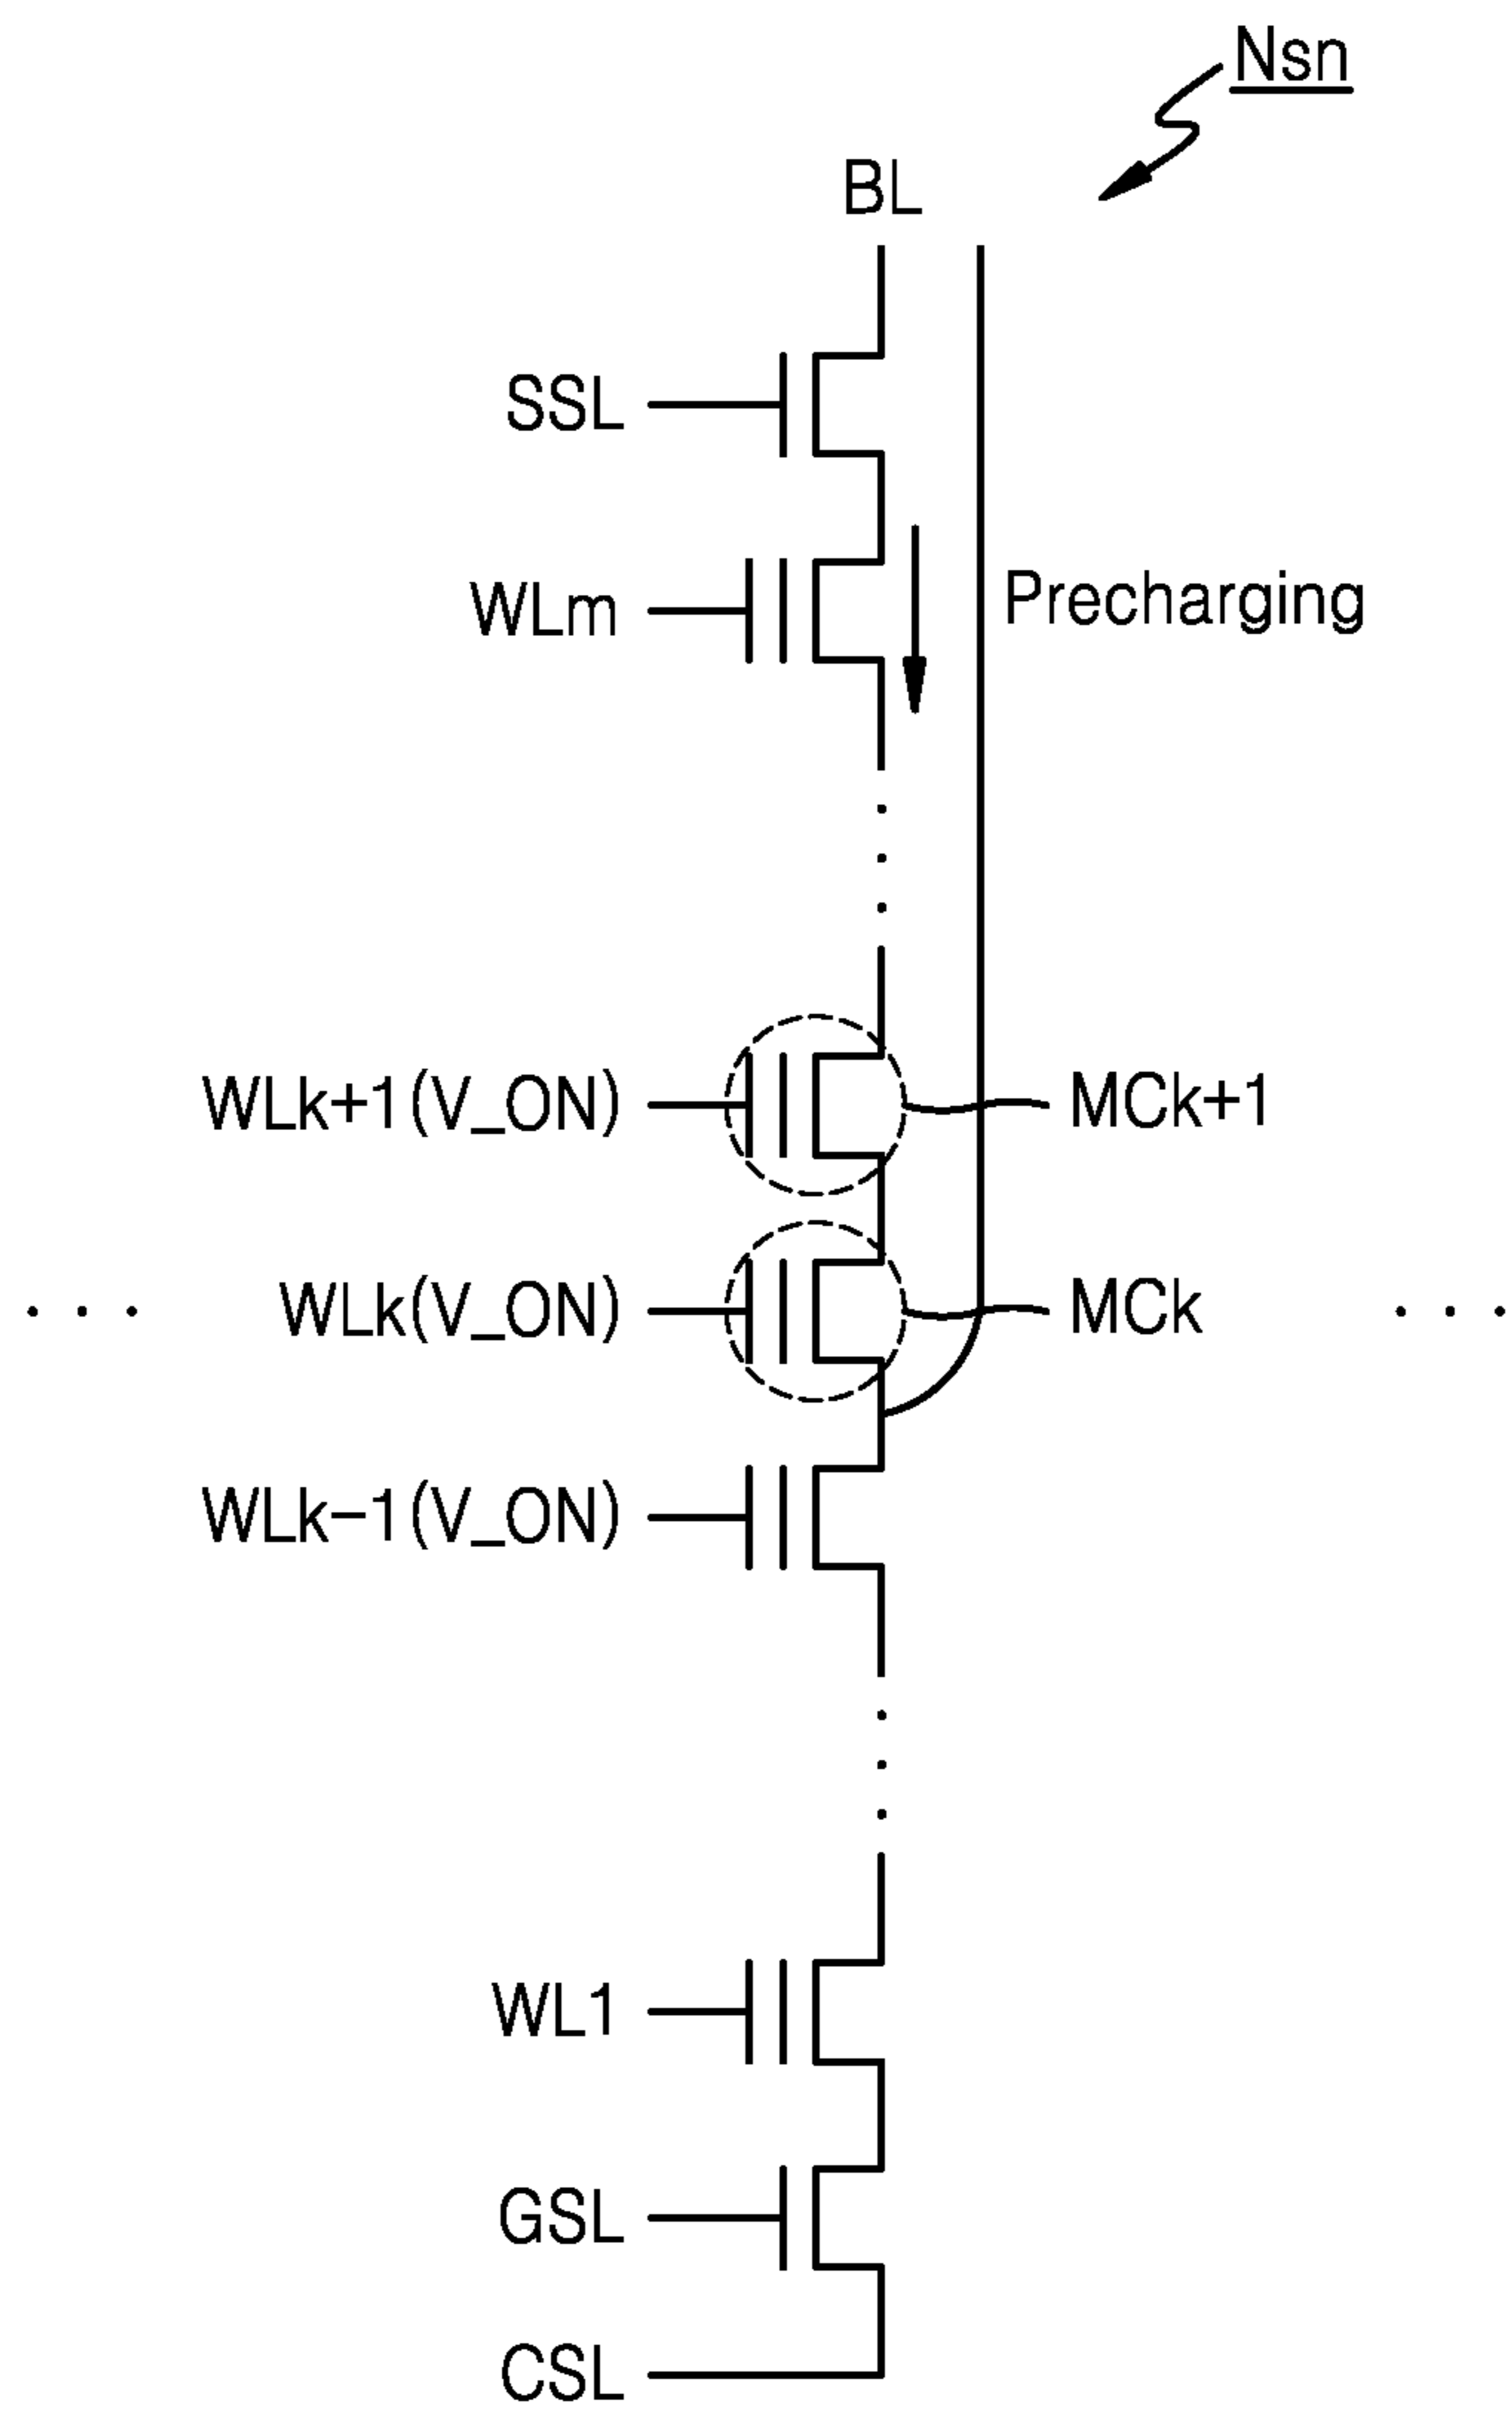 Nsn
BL
SSL
WLm
Precharging
WLk+1(V_ON)
MCk+1
WLk(V_ON)
MCk
WLk-1(V_ON)
WL1
GSL
CSL